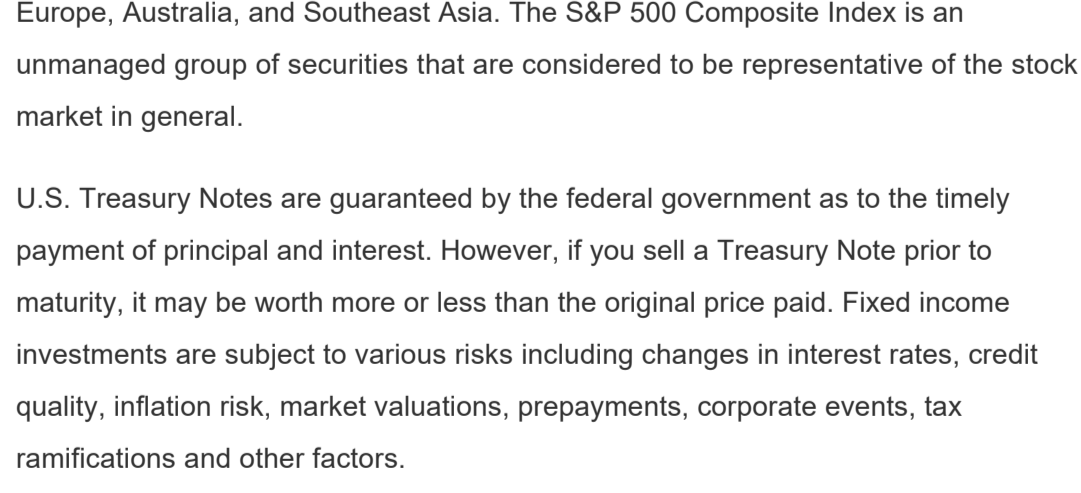 Europe, Australia, and Southeast Asia. The S&P 500 Composite Index is an
unmanaged group of securities that are considered to be representative of the stock
market in general.
U.S. Treasury Notes are guaranteed by the federal government as to the timely
payment of principal and interest. However, if you sell a Treasury Note prior to
maturity, it may be worth more or less than the original price paid. Fixed income
investments are subject to various risks including changes in interest rates, credit
quality, inflation risk, market valuations, prepayments, corporate events, tax
ramifications and other factors.